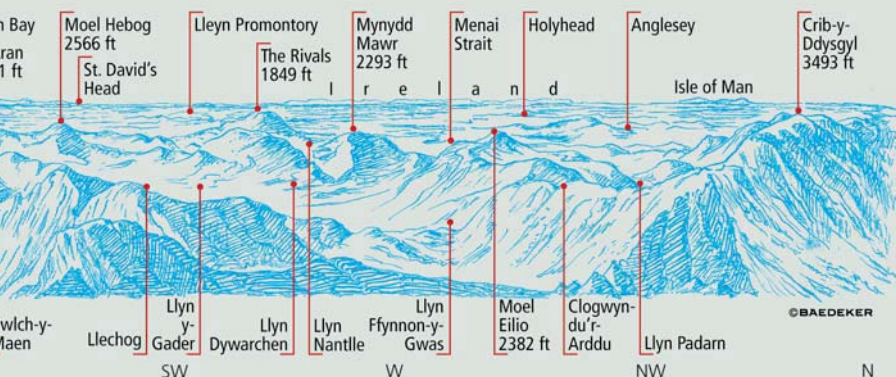 Bay
Moel Hebog
2566 ft
St. David's
Head
Lleyn Promontory
The Rivals
1849 ft
Mynydd
Mawr
2293 ft
Menai
Strait
Holyhead
Anglesey
Crib-y-
Ddysgyl
3493 ft
Ireland
Isle of Man
Llechog
Llyn
y-
Gader
Llyn
Dywarchen
Llyn
Nantlle
Llyn
Ffynnon-y-
Gwas
Moel
Eilio
2382 ft
Clogwyn-
du'r-
Arddu
Llyn Padarn
©BAEDEKER
SW
W
NW
N